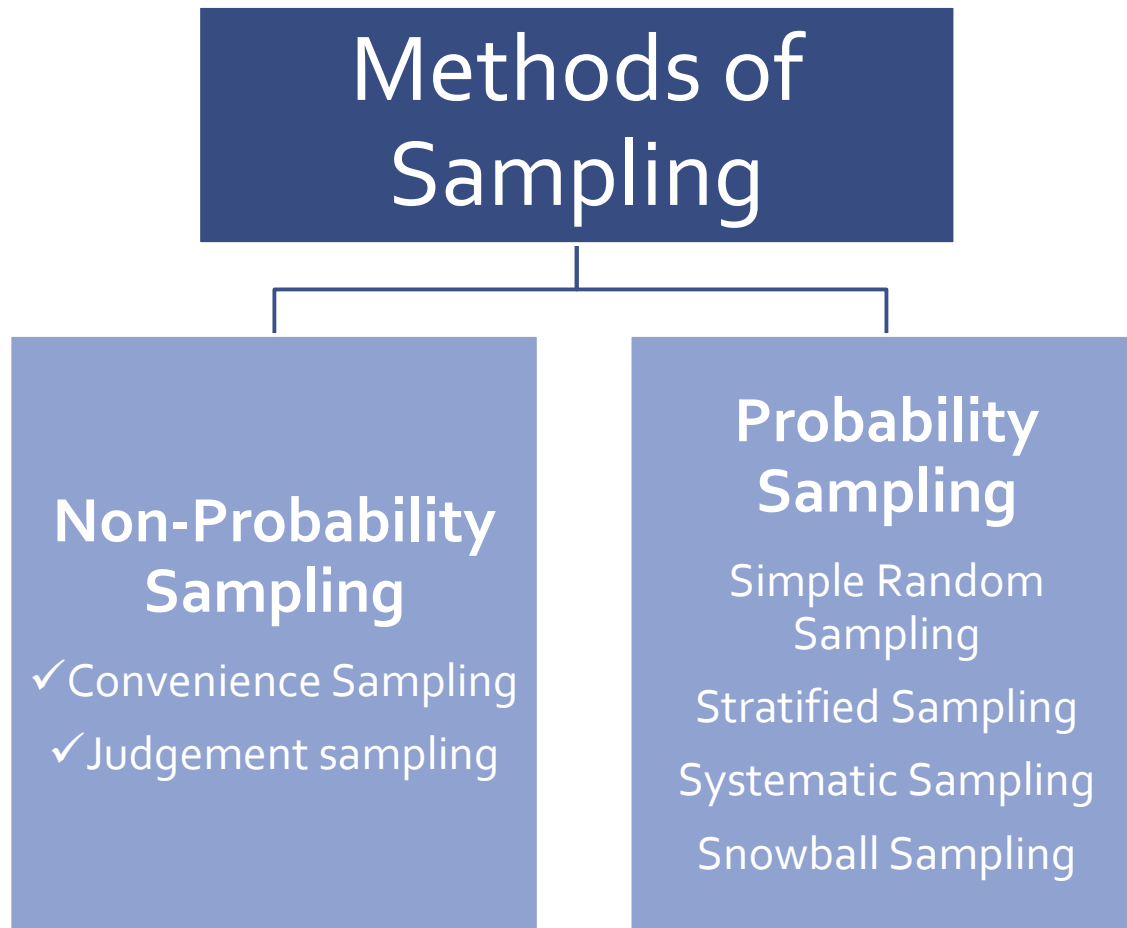 Methods of
Sampling
Non-Probability
Sampling
✓Convenience Sampling
✓Judgement sampling
Probability
Sampling
Simple Random
Sampling
Stratified Sampling
Systematic Sampling
Snowball Sampling